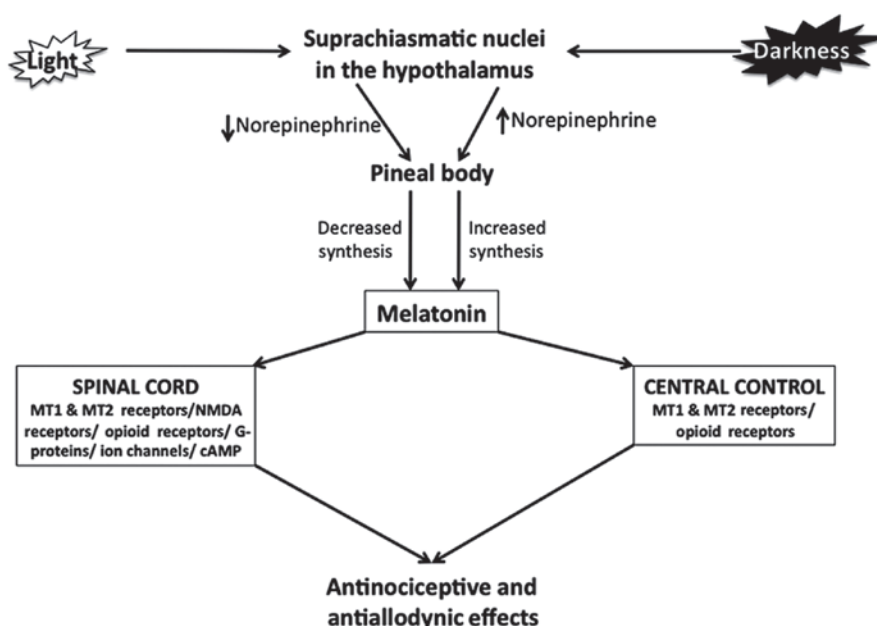 Light
Suprachiasmatic nuclei
in the hypothalamus
Darkness
↓Norepinephrine
↑Norepinephrine
Pineal body
Decreased
synthesis
Increased
synthesis
Melatonin
SPINAL CORD
MT1 & MT2 receptors/NMDA
receptors/ opioid receptors/ G-
proteins/ ion channels/ cAMP
CENTRAL CONTROL
MT1 & MT2 receptors/
opioid receptors
Antinociceptive and
antiallodynic effects